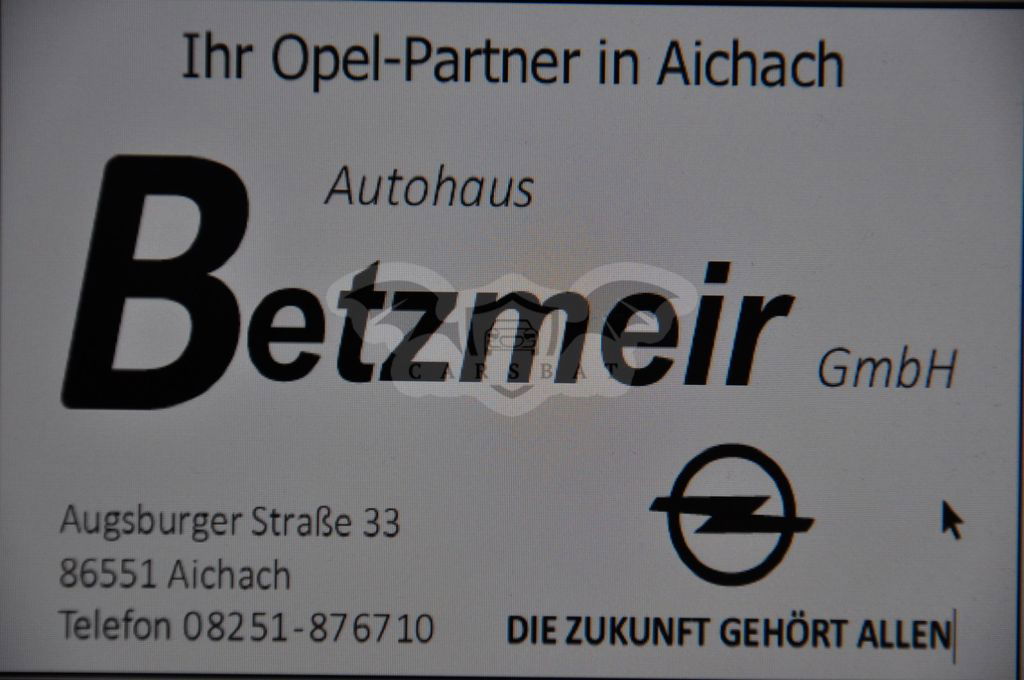 Ihr Opel-Partner in Aichach
Autohaus
Betzmeir
GmbH
CARSBAT
Augsburger Straße 33
86551 Aichach
Telefon 08251-876710
DIE ZUKUNFT GEHÖRT ALLEN